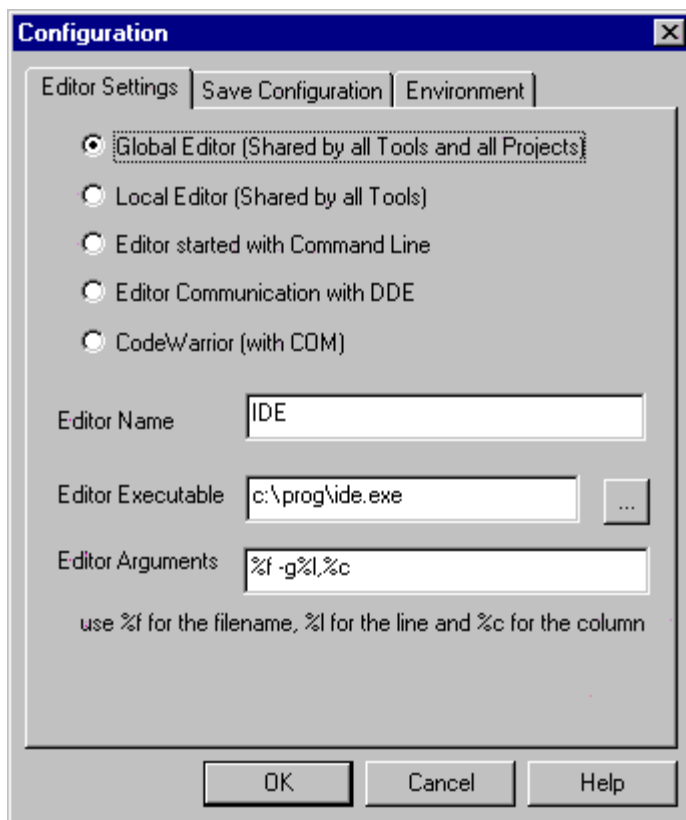 Configuration
Editor Settings Save Configuration Environment
Global Editor (Shared by all Tools and all Projects)
Local Editor (Shared by all Tools)
Editor started with Command Line
Editor Communication with DDE
CodeWarrior (with COM)
Editor Name IDE
Editor Executable c:\prog\ide.exe ...
Editor Arguments %f -g%l,%c
use %f for the filename, %l for the line and %c for the column
OK Cancel Help